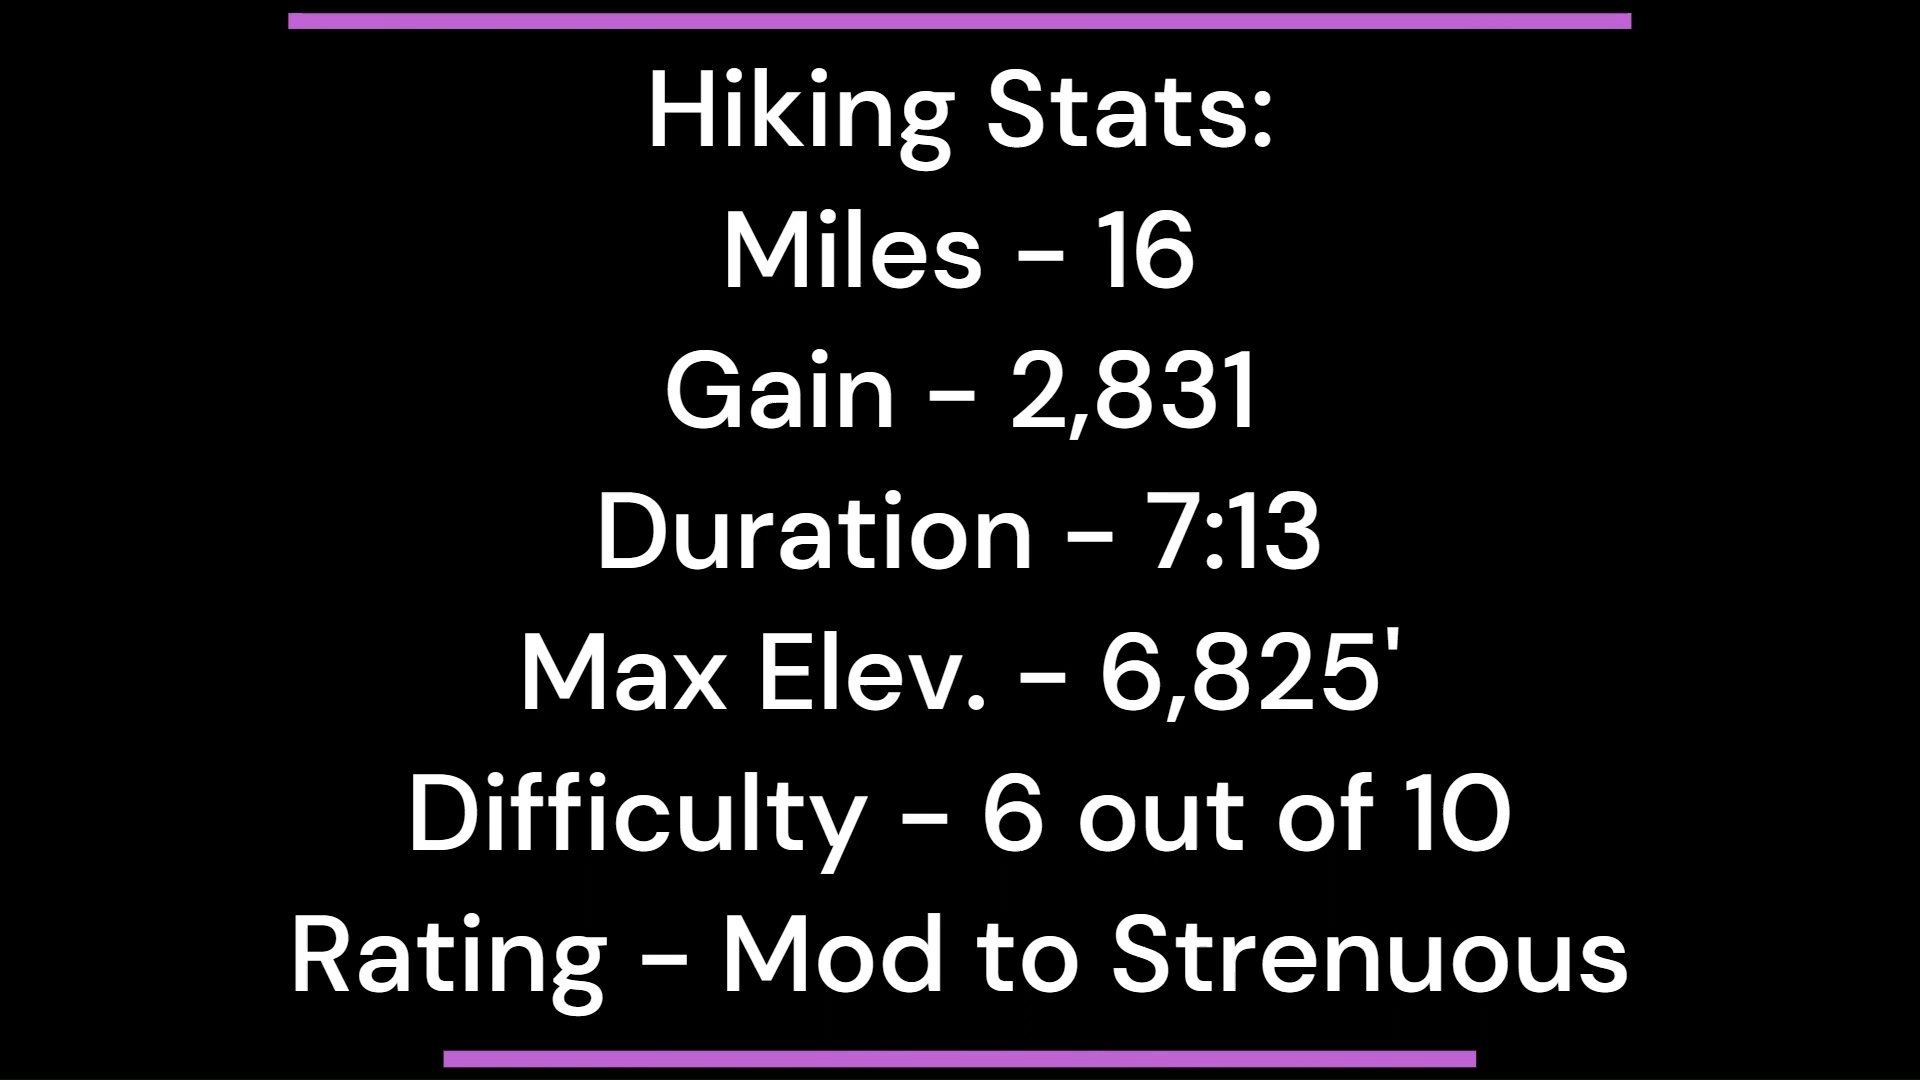 Hiking Stats:
Miles - 16
Gain - 2,831
Duration - 7:13
Max Elev. - 6,825'
Difficulty - 6 out of 10
Rating - Mod to Strenuous